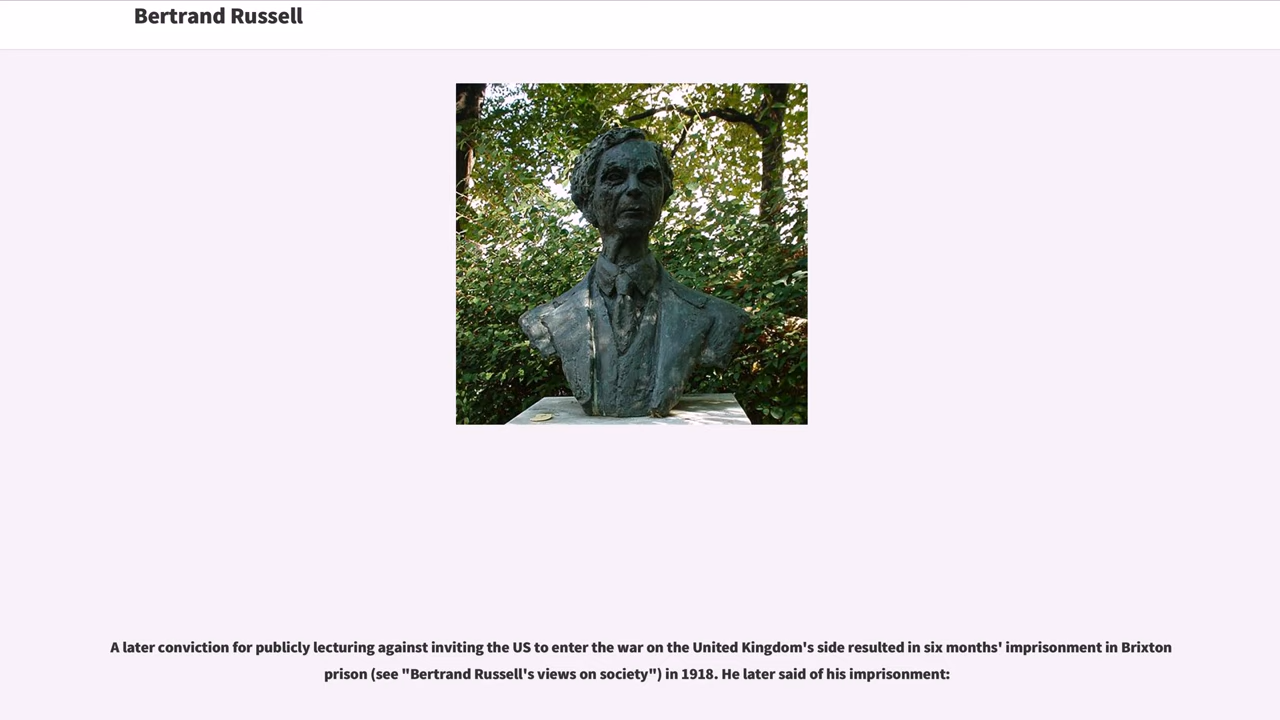 Bertrand Russell
A later conviction for publicly lecturing against inviting the US to enter the war on the United Kingdom's side resulted in six months' imprisonment in Brixton
prison (see "Bertrand Russell's views on society") in 1918. He later said of his imprisonment: